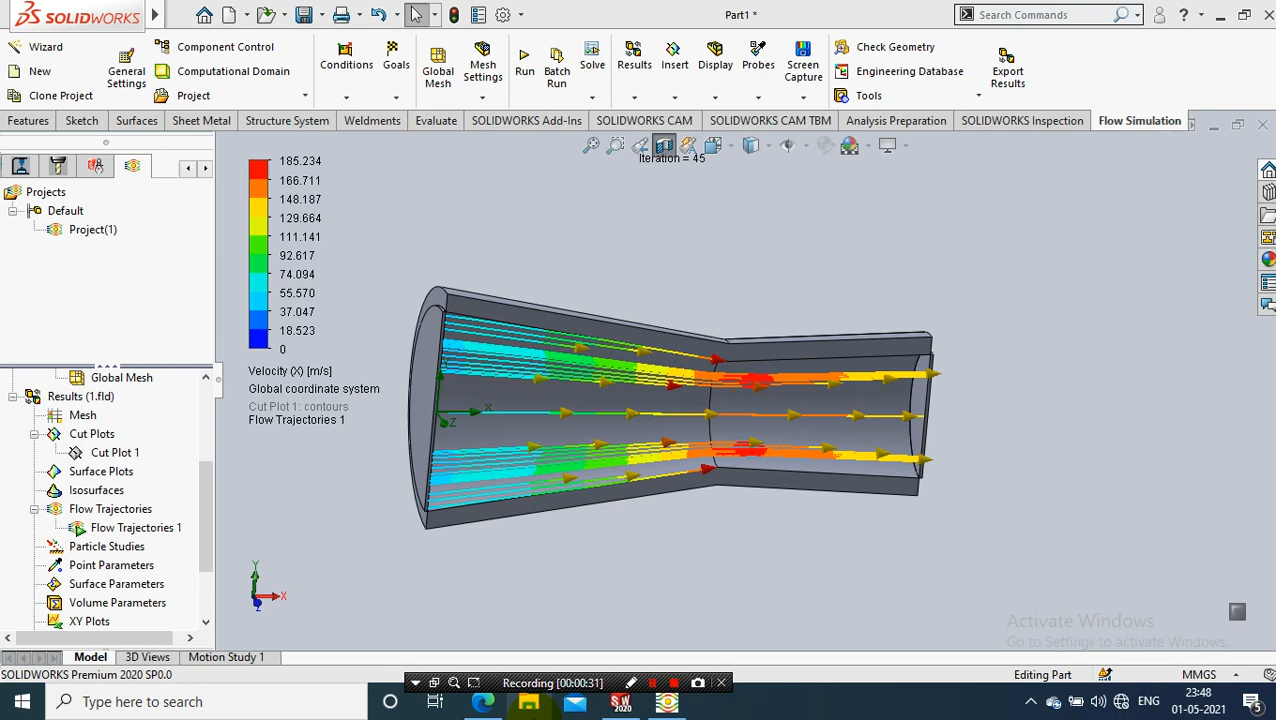 SOLIDWORKS
Part1 *
Search Commands
Wizard
New
Clone Project
General Settings
Component Control
Computational Domain
Project
Conditions
Goals
Global Mesh
Mesh Settings
Run
Batch Run
Solve
Results
Insert
Display
Probes
Screen Capture
Check Geometry
Engineering Database
Tools
Export Results
Features
Sketch
Surfaces
Sheet Metal
Structure System
Weldments
Evaluate
SOLIDWORKS Add-Ins
SOLIDWORKS CAM
SOLIDWORKS CAM TBM
Analysis Preparation
SOLIDWORKS Inspection
Flow Simulation
Iteration = 45
Projects
Default
Project(1)
Global Mesh
Results (1.fld)
Mesh
Cut Plots
Cut Plot 1
Surface Plots
Isosurfaces
Flow Trajectories
Flow Trajectories 1
Particle Studies
Point Parameters
Surface Parameters
Volume Parameters
XY Plots
185.234
166.711
148.187
129.664
111.141
92.617
74.094
55.570
37.047
18.523
0
Velocity (X) [m/s]
Global coordinate system
Cut Plot 1: contours
Flow Trajectories 1
X
Z
Y
X
Z
Activate Windows
Go to Settings to activate Windows.
Model
3D Views
Motion Study 1
SOLIDWORKS Premium 2020 SP0.0
Editing Part
MMGS
Recording [00:00:31]
Type here to search
SW
2020
ENG
23:48
01-05-2021
5